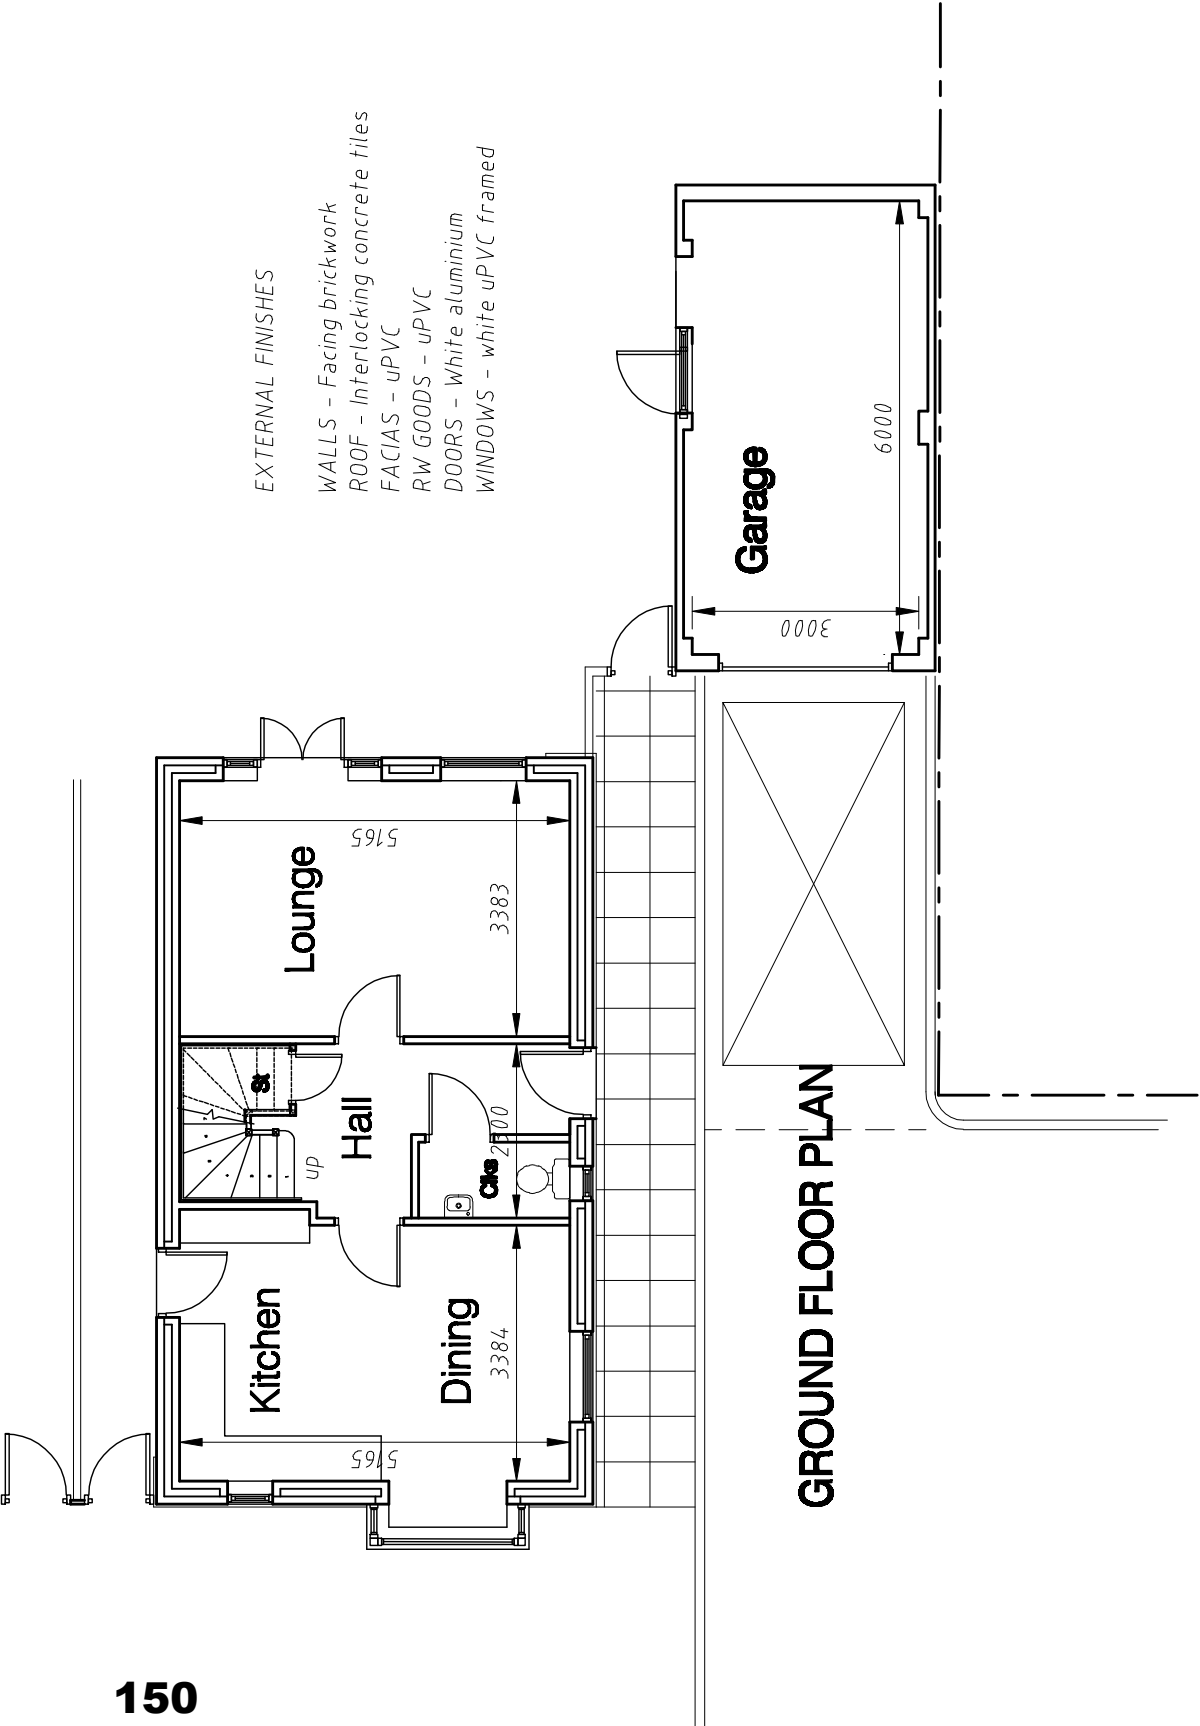 EXTERNAL FINISHES
WALLS - Facing brickwork
ROOF - Interlocking concrete tiles
FACIAS - uPVC
RW GOODS - uPVC
DOORS - White aluminium
WINDOWS - white uPVC framed
Kitchen
5165
Dining
3384
St
up
Hall
Clks
2300
Lounge
5165
3383
Garage
3000
6000
GROUND FLOOR PLAN
150